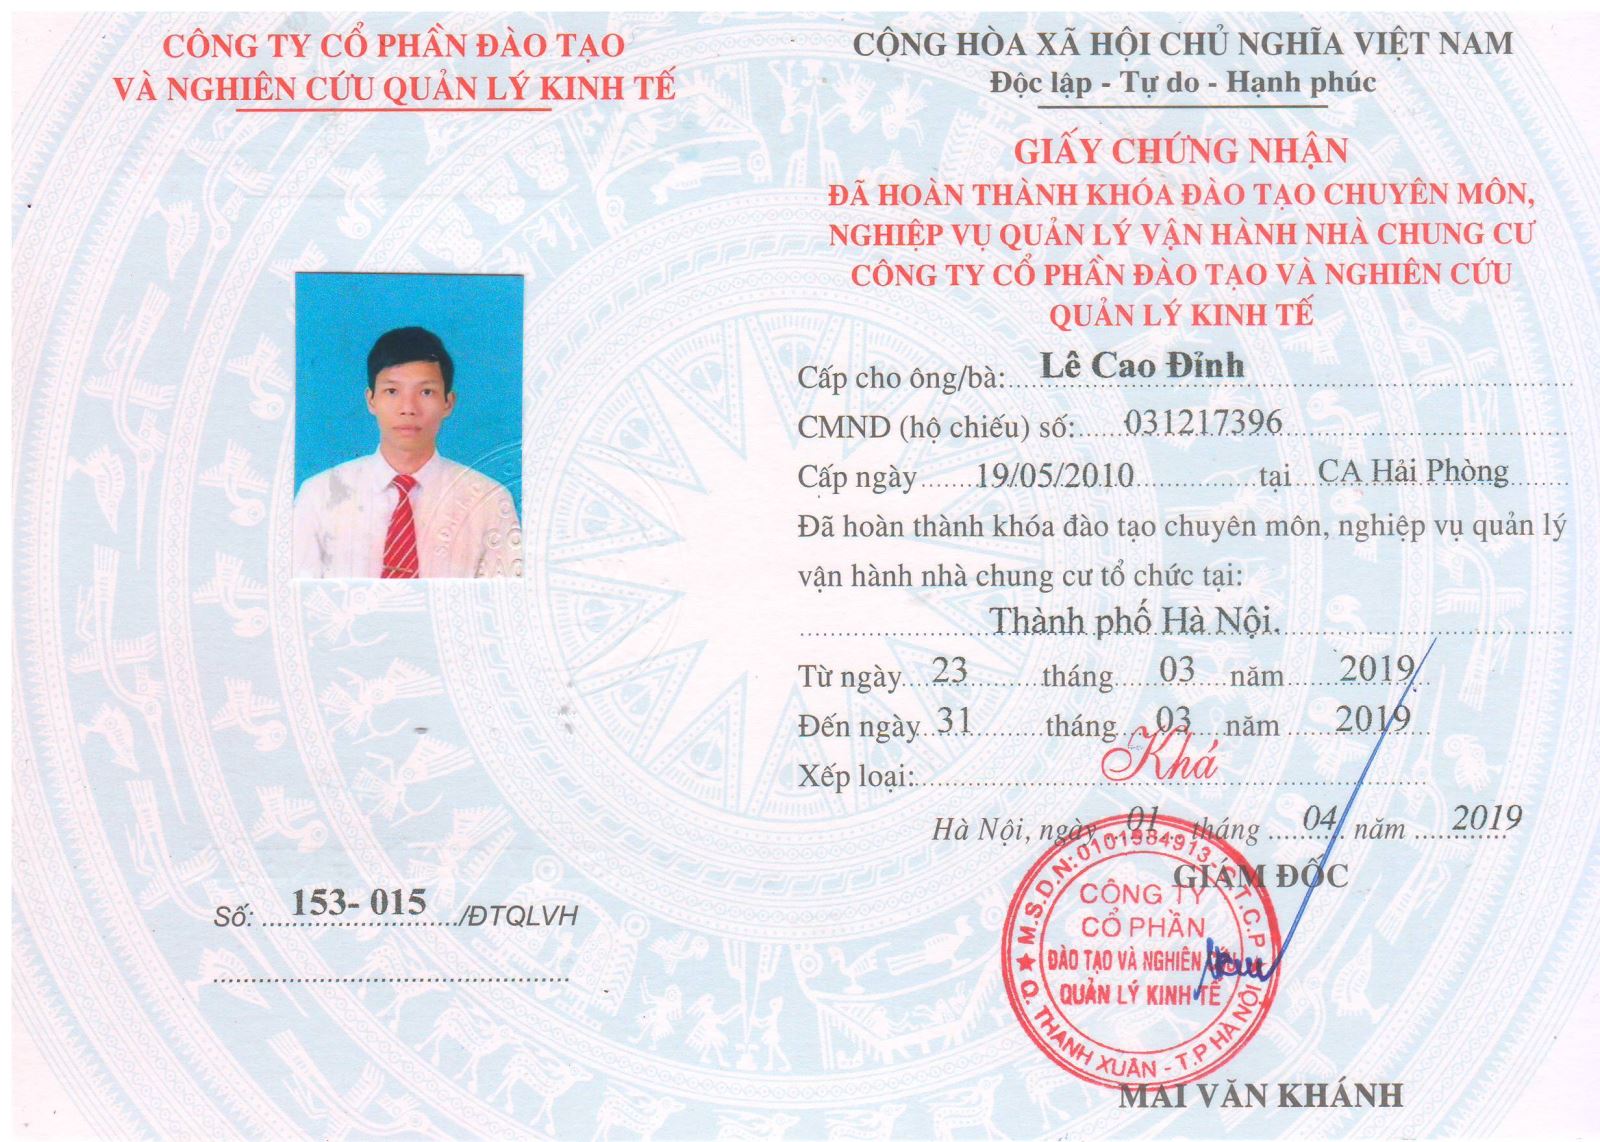 CÔNG TY CỔ PHẦN ĐÀO TẠO
VÀ NGHIÊN CỨU QUẢN LÝ KINH TẾ
CỘNG HÒA XÃ HỘI CHỦ NGHĨA VIỆT NAM
Độc lập - Tự do - Hạnh phúc
GIẤY CHỨNG NHẬN
ĐÃ HOÀN THÀNH KHÓA ĐÀO TẠO CHUYÊN MÔN,
NGHIỆP VỤ QUẢN LÝ VẬN HÀNH NHÀ CHUNG CƯ
CÔNG TY CỔ PHẦN ĐÀO TẠO VÀ NGHIÊN CỨU
QUẢN LÝ KINH TẾ
Cấp cho ông/bà: Lê Cao Đỉnh
CMND (hộ chiếu) số: 031217396
Cấp ngày 19/05/2010 tại CA Hải Phòng
Đã hoàn thành khóa đào tạo chuyên môn, nghiệp vụ quản lý
vận hành nhà chung cư tổ chức tại:
Thành phố Hà Nội.
Từ ngày 23 tháng 03 năm 2019
Đến ngày 31 tháng 03 năm 2019
Xếp loại: Khá
Hà Nội, ngày 01 tháng 04 năm 2019
GIÁM ĐỐC
M.S.D.N: 0101984913 - C.T.C.P
CÔNG TY
CỔ PHẦN
ĐÀO TẠO VÀ NGHIÊN CỨU
QUẢN LÝ KINH TẾ
Q. THANH XUÂN - T.P HÀ NỘI
MAI VĂN KHÁNH
Số: 153- 015/ĐTQLVH